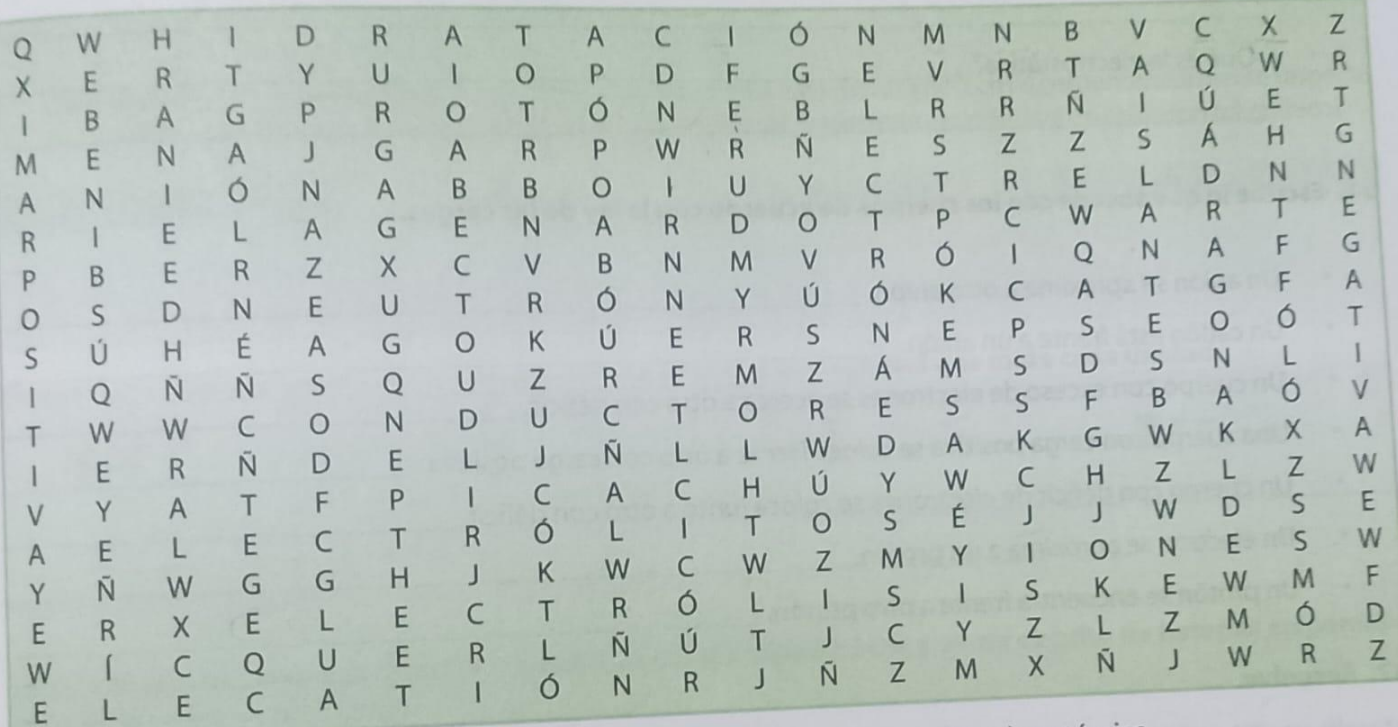 Q W H I D R A T A C I Ó N M N B V C X Z
X E R T Y U I O P D F G E V R T A Q W R
I B A G P R O T Ó N E B L R R Ñ I Ú E T
M E N A J G A R P W R Ñ E S Z Z S Á H G
A N I Ó N A B B O I U Y C T R E L D N N
R I E L A G E N A R D O T P C W A R T E
P B E R Z X C V B N M V R Ó I Q N A F G
O S D N E U T R Ó N Y Ú Ó K C A T G F A
S Ú H É A G O K Ú E R S N E P S E O Ó T
I Q Ñ Ñ S Q U Z R E M Z Á M S D S N L I
T W W C O N D U C T O R E S S F B A Ó V
I E R Ñ D E L J Ñ L L W D A K G W K X A
V Y A T F P I C A C H Ú Y W C H Z L Z W
A E L E C T R Ó L I T O S É J J W D S E
Y Ñ W G G H J K W C W Z M Y I O N E S W
E R X E L E C T R Ó L I S I S K E W M F
W Í C Q U E R L Ñ Ú T J C Y Z L Z M Ó D
E L E C A T I Ó N R J Ñ Z M X Ñ J W R Z